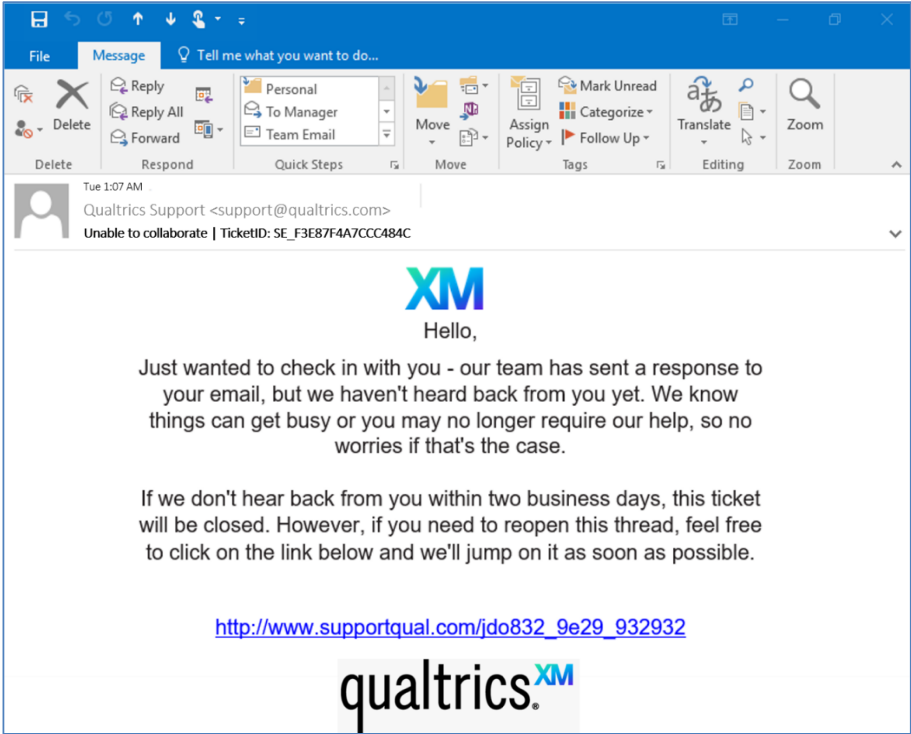 File Message Tell me what you want to do...
Delete
Reply
Reply All
Forward
Personal
To Manager
Team Email
Move
Assign Policy
Mark Unread
Categorize
Follow Up
Translate
Zoom
Delete Respond Quick Steps Move Tags Editing Zoom
Tue 1:07 AM
Qualtrics Support <support@qualtrics.com>
Unable to collaborate | TicketID: SE_F3E87F4A7CCC484C
XM
Hello,
Just wanted to check in with you - our team has sent a response to
your email, but we haven't heard back from you yet. We know
things can get busy or you may no longer require our help, so no
worries if that's the case.
If we don't hear back from you within two business days, this ticket
will be closed. However, if you need to reopen this thread, feel free
to click on the link below and we'll jump on it as soon as possible.
http://www.supportqual.com/jdo832_9e29_932932
qualtrics.XM